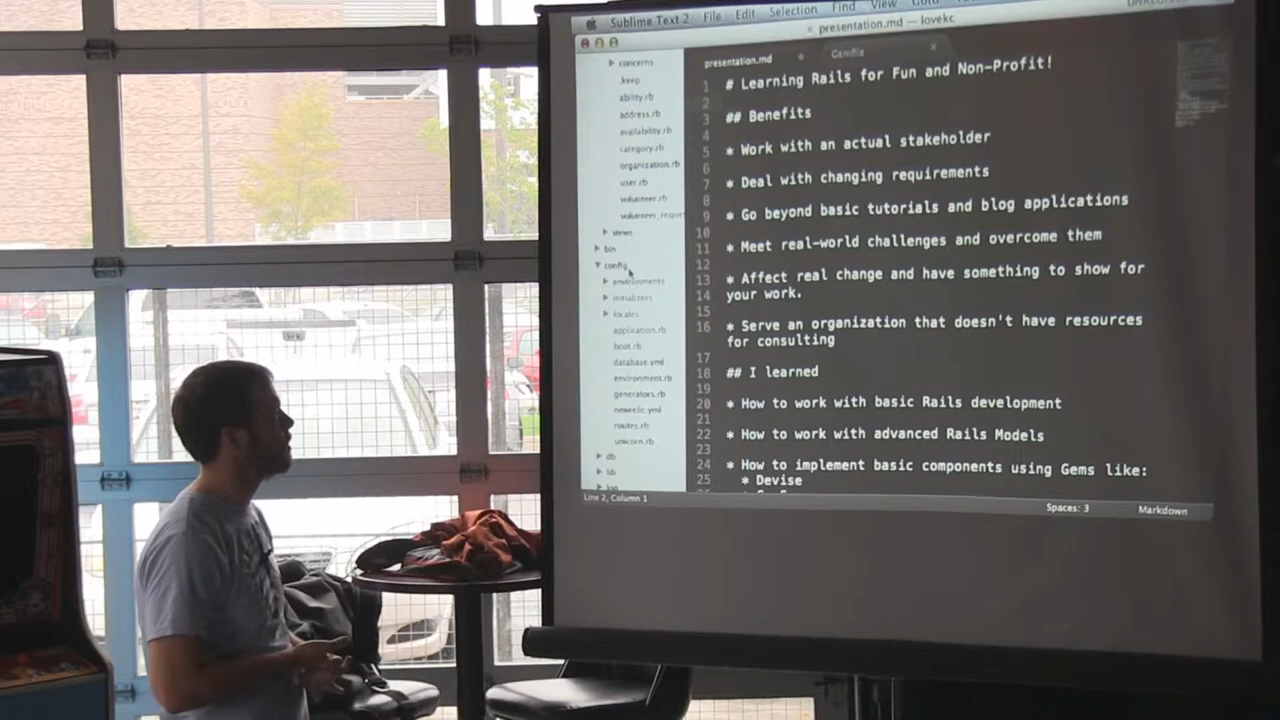 Sublime Text 2 File Edit Selection Find View Goto
presentation.md — lovekc
presentation.md
Gemfile
concerns
.keep
ability.rb
address.rb
availability.rb
category.rb
organization.rb
user.rb
volunteer.rb
volunteer_reques
views
bin
config
environments
initializers
locales
application.rb
boot.rb
database.yml
environment.rb
generators.rb
newrelic.yml
routes.rb
unicorn.rb
db
lib
log
1 # Learning Rails for Fun and Non-Profit!
2
3 ## Benefits
4
5 * Work with an actual stakeholder
6
7 * Deal with changing requirements
8
9 * Go beyond basic tutorials and blog applications
10
11 * Meet real-world challenges and overcome them
12
13 * Affect real change and have something to show for
14 your work.
15
16 * Serve an organization that doesn't have resources
for consulting
17
18 ## I learned
19
20 * How to work with basic Rails development
21
22 * How to work with advanced Rails Models
23
24 * How to implement basic components using Gems like:
25 * Devise
Line 2, Column 1
Spaces: 3
Markdown